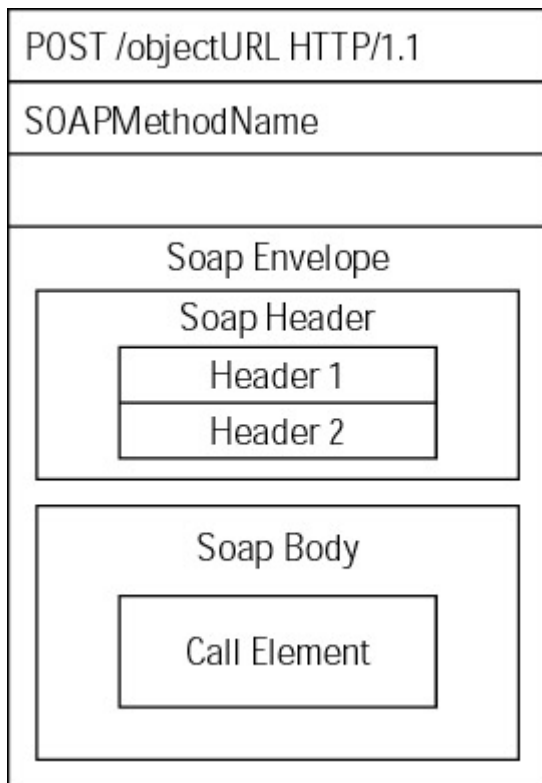 POST /objectURL HTTP/1.1
SOAPMethodName
Soap Envelope
Soap Header
Header 1
Header 2
Soap Body
Call Element